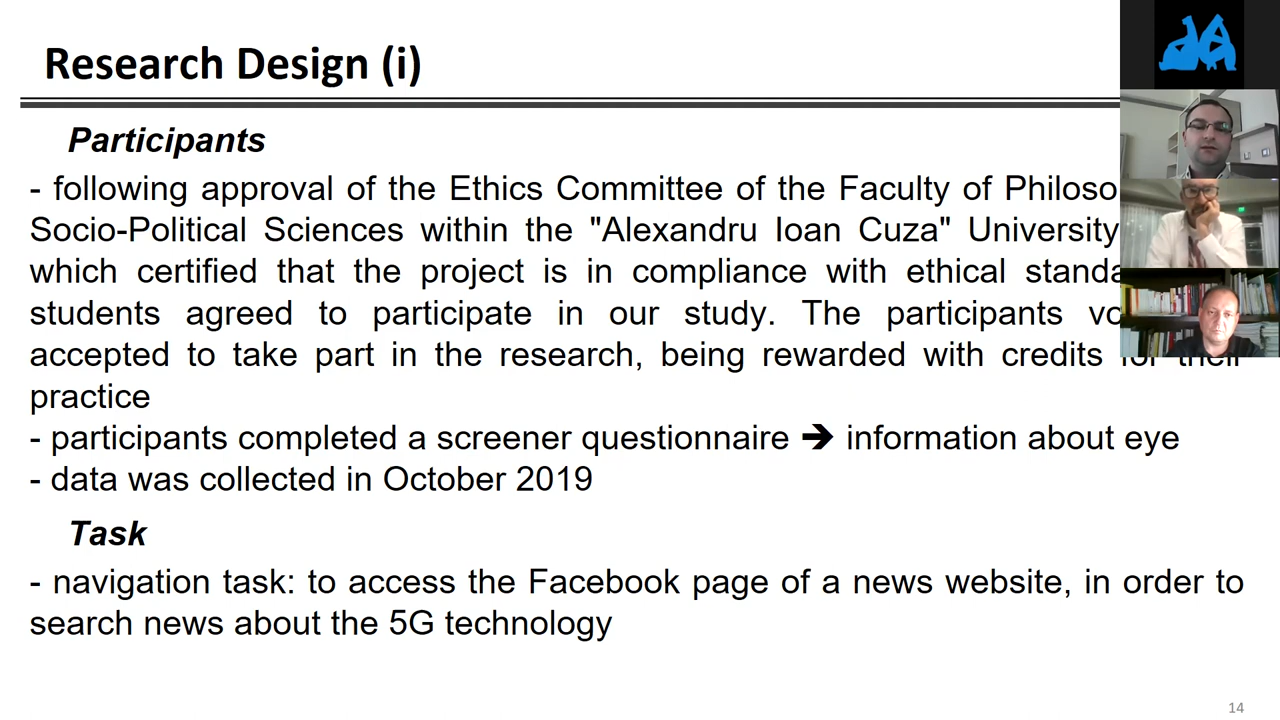 Research Design (i)
Participants
- following approval of the Ethics Committee of the Faculty of
Socio-Political Sciences within the "Alexandru Ioan Cuza" University
which certified that the project is in compliance with ethical
students agreed to participate in our study. The participants
accepted to take part in the research, being rewarded with credits for their
practice
- participants completed a screener questionnaire ➔ information about eye
- data was collected in October 2019
Task
- navigation task: to access the Facebook page of a news website, in order to
search news about the 5G technology
14